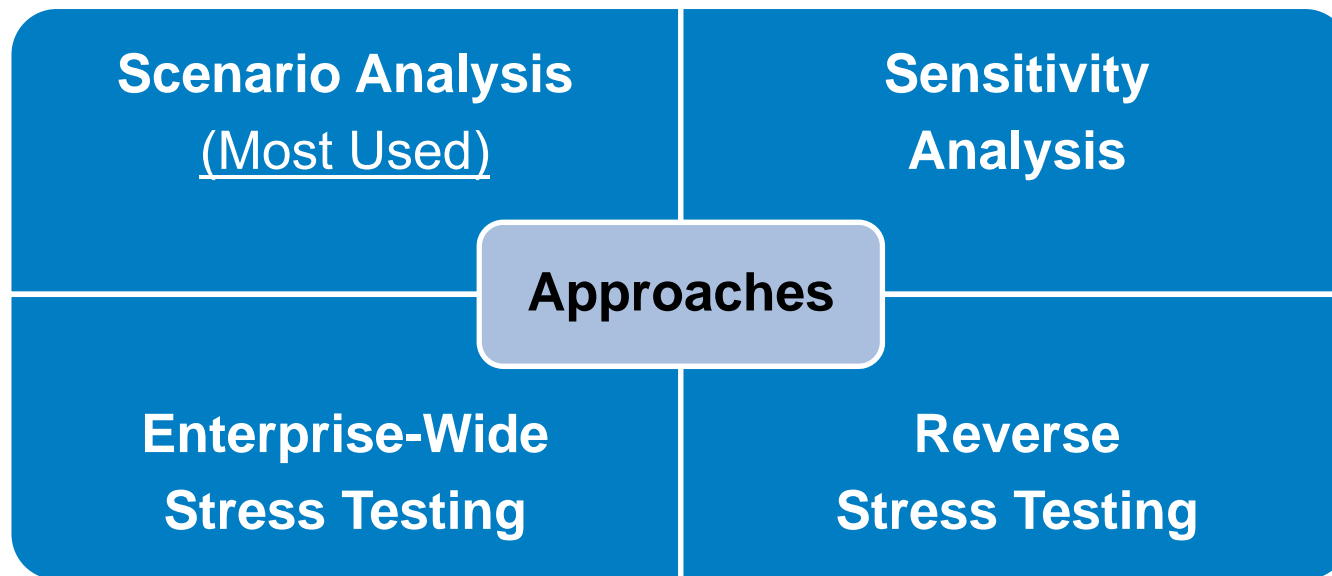 Scenario Analysis
(Most Used)
Sensitivity
Analysis
Approaches
Enterprise-Wide
Stress Testing
Reverse
Stress Testing